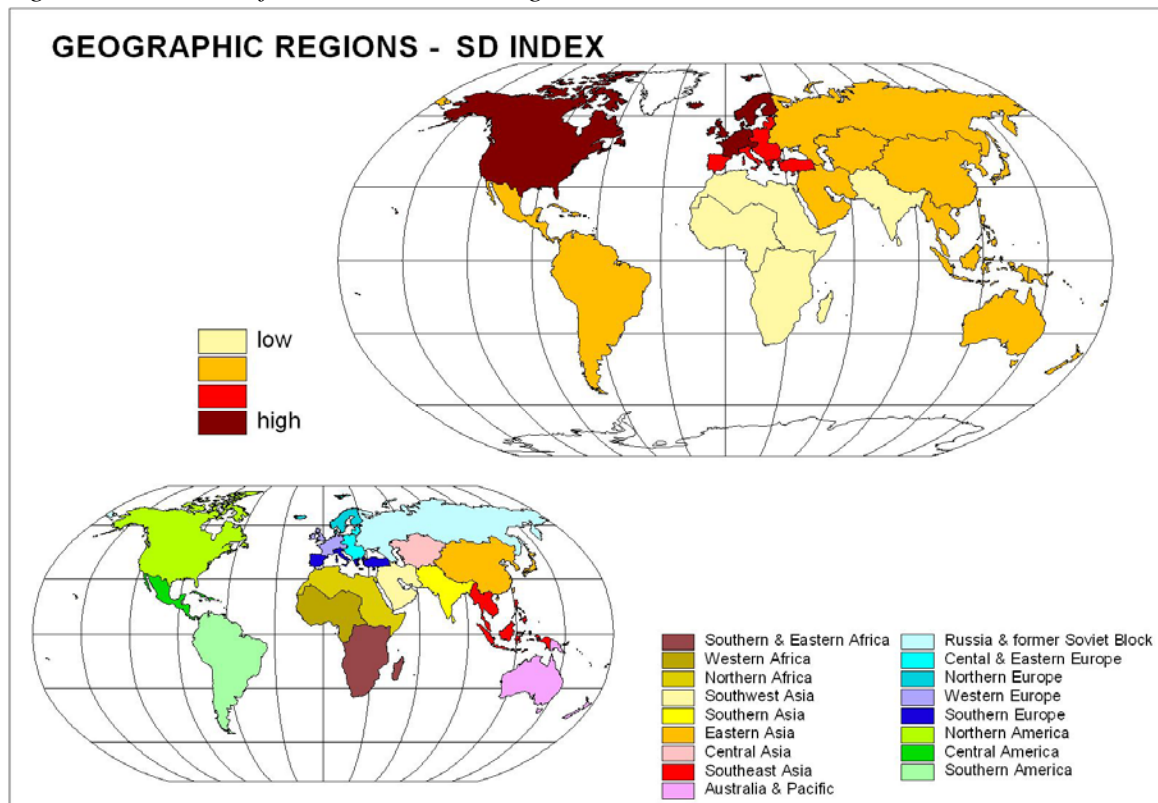 GEOGRAPHIC REGIONS - SD INDEX
low
high
Southern & Eastern Africa
Western Africa
Northern Africa
Southwest Asia
Southern Asia
Eastern Asia
Central Asia
Southeast Asia
Australia & Pacific
Russia & former Soviet Block
Cental & Eastern Europe
Northern Europe
Western Europe
Southern Europe
Northern America
Central America
Southern America